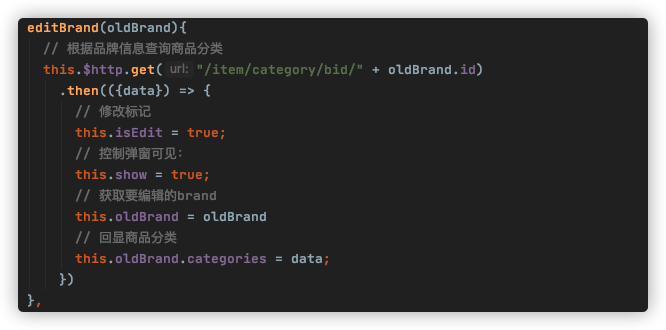 editBrand(oldBrand){
// 根据品牌信息查询商品分类
this.$http.get( url: "/item/category/bid/" + oldBrand.id)
.then(({data}) => {
// 修改标记
this.isEdit = true;
// 控制弹窗可见：
this.show = true;
// 获取要编辑的brand
this.oldBrand = oldBrand
// 回显商品分类
this.oldBrand.categories = data;
})
},